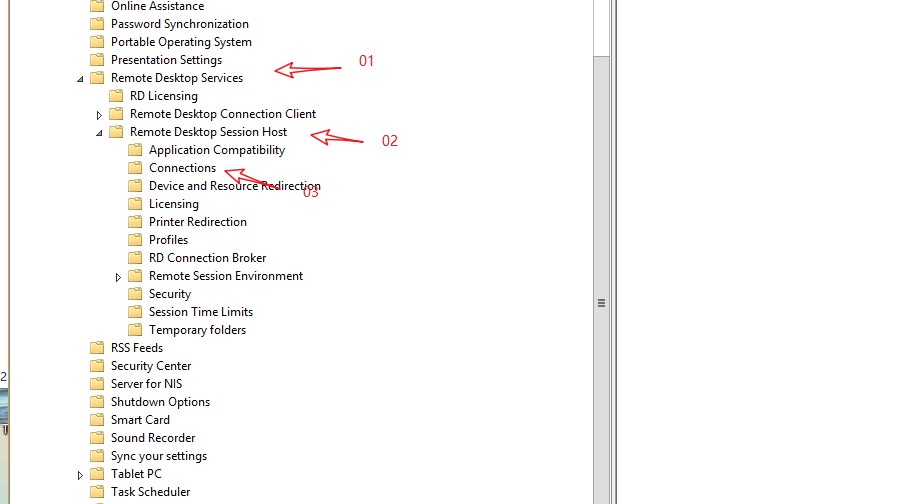 Online Assistance
Password Synchronization
Portable Operating System
Presentation Settings
01
Remote Desktop Services
RD Licensing
Remote Desktop Connection Client
Remote Desktop Session Host
02
Application Compatibility
Connections
Device and Resource Redirection
03
Licensing
Printer Redirection
Profiles
RD Connection Broker
Remote Session Environment
Security
Session Time Limits
Temporary folders
RSS Feeds
Security Center
2
Server for NIS
Shutdown Options
Smart Card
Sound Recorder
Sync your settings
Tablet PC
Task Scheduler